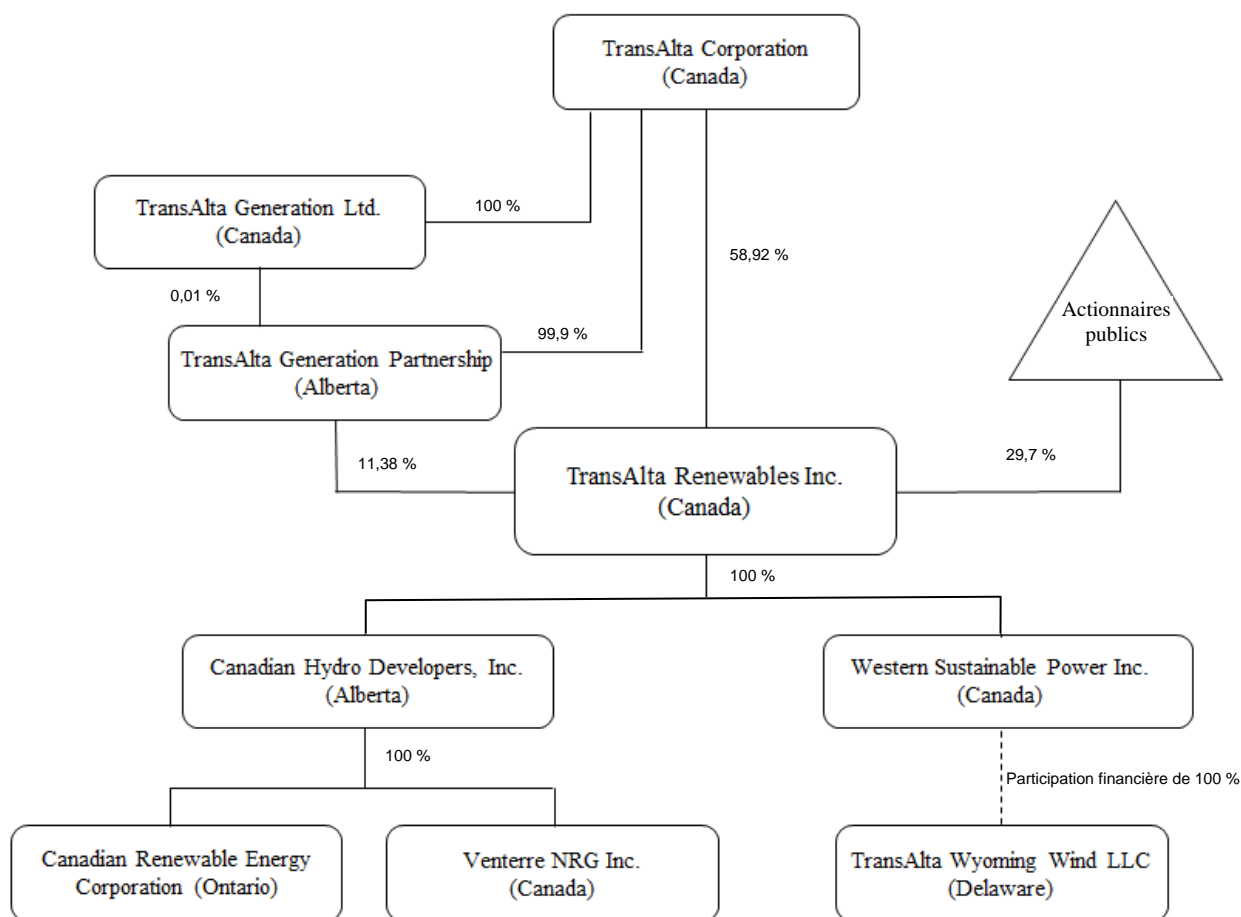 TransAlta Corporation
(Canada)
TransAlta Generation Ltd.
(Canada)
100 %
58,92 %
0,01 %
99,9 %
Actionnaires
publics
TransAlta Generation Partnership
(Alberta)
11,38 %
TransAlta Renewables Inc.
(Canada)
29,7 %
100 %
Canadian Hydro Developers, Inc.
(Alberta)
Western Sustainable Power Inc.
(Canada)
100 %
Participation financière de 100 %
Canadian Renewable Energy
Corporation (Ontario)
Venterre NRG Inc.
(Canada)
TransAlta Wyoming Wind LLC
(Delaware)